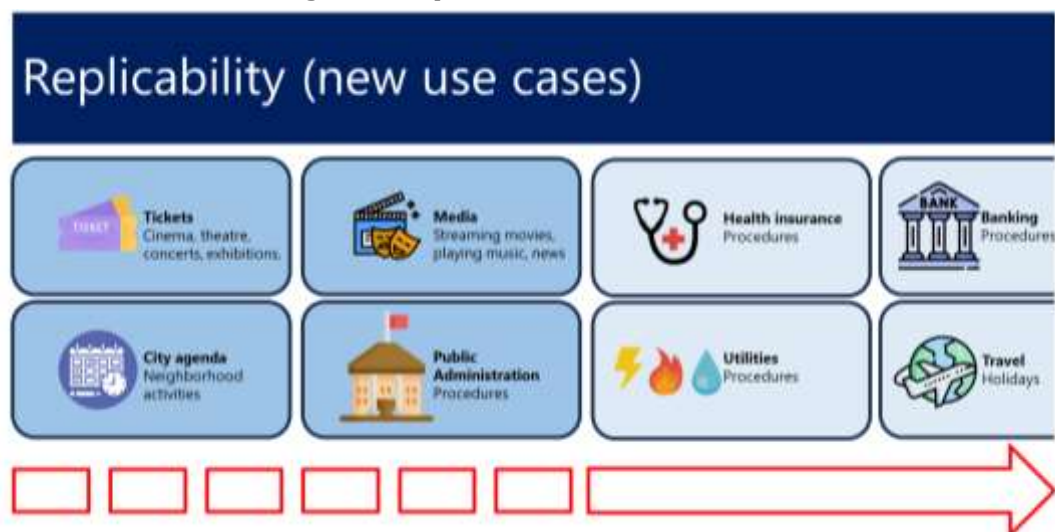 Replicability (new use cases)
TICKET
Tickets
Cinema, theatre,
concerts, exhibitions.
Media
Streaming movies,
playing music, news
Health insurance
Procedures
BANK
Banking
Procedures
City agenda
Neighborhood
activities
Public
Administration
Procedures
Utilities
Procedures
Travel
Holidays